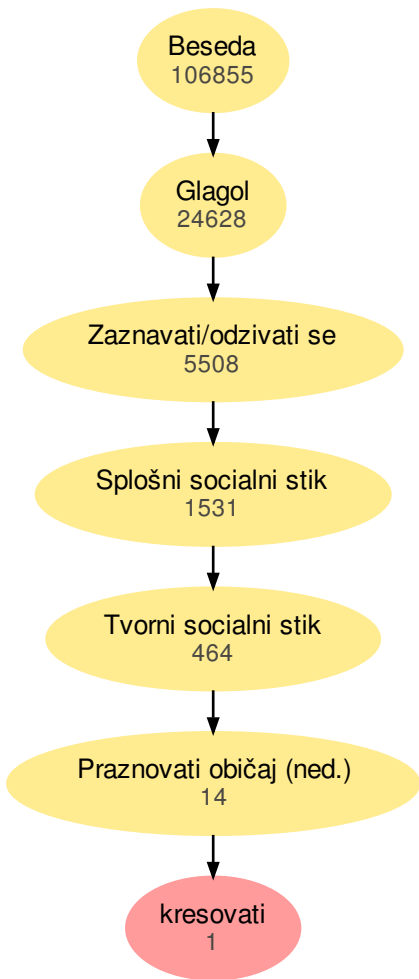 Beseda
106855
Glagol
24628
Zaznavati/odzivati se
5508
Splošni socialni stik
1531
Tvorni socialni stik
464
Praznovati običaj (ned.)
14
kresovati
1